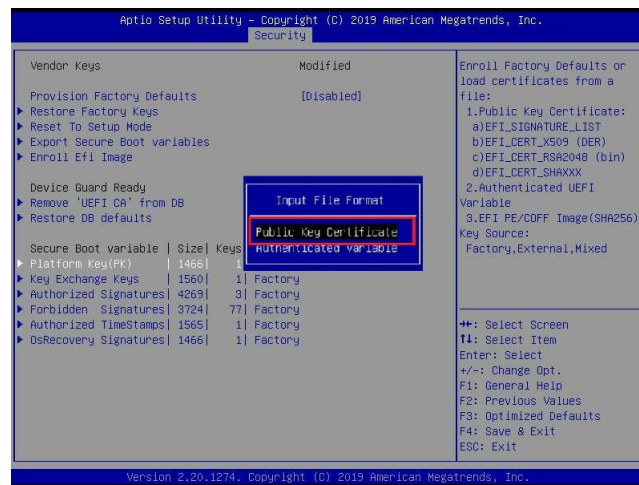 Aptio Setup Utility – Copyright (C) 2019 American Megatrends, Inc.
Security
Vendor Keys Modified
Provision Factory Defaults [Disabled]
Restore Factory Keys
Reset To Setup Mode
Export Secure Boot variables
Enroll Efi Image
Device Guard Ready
Remove 'UEFI CA' from DB
Restore DB defaults
Secure Boot variable | Size| Keys
Platform Key(PK) | 1466| 1
Key Exchange Keys | 1560| 1| Factory
Authorized Signatures| 4269| 3| Factory
Forbidden Signatures| 3724| 77| Factory
Authorized TimeStamps| 1565| 1| Factory
OsRecovery Signatures| 1466| 1| Factory
Input File Format
Public Key Certificate
Authenticated Variable
Enroll Factory Defaults or
load certificates from a
file:
1.Public Key Certificate:
a)EFI_SIGNATURE_LIST
b)EFI_CERT_X509 (DER)
c)EFI_CERT_RSA2048 (bin)
d)EFI_CERT_SHAXXX
2.Authenticated UEFI
Variable
3.EFI PE/COFF Image(SHA256)
Key Source:
Factory,External,Mixed
→←: Select Screen
↑↓: Select Item
Enter: Select
+/-: Change Opt.
F1: General Help
F2: Previous Values
F3: Optimized Defaults
F4: Save & Exit
ESC: Exit
Version 2.20.1274. Copyright (C) 2019 American Megatrends, Inc.